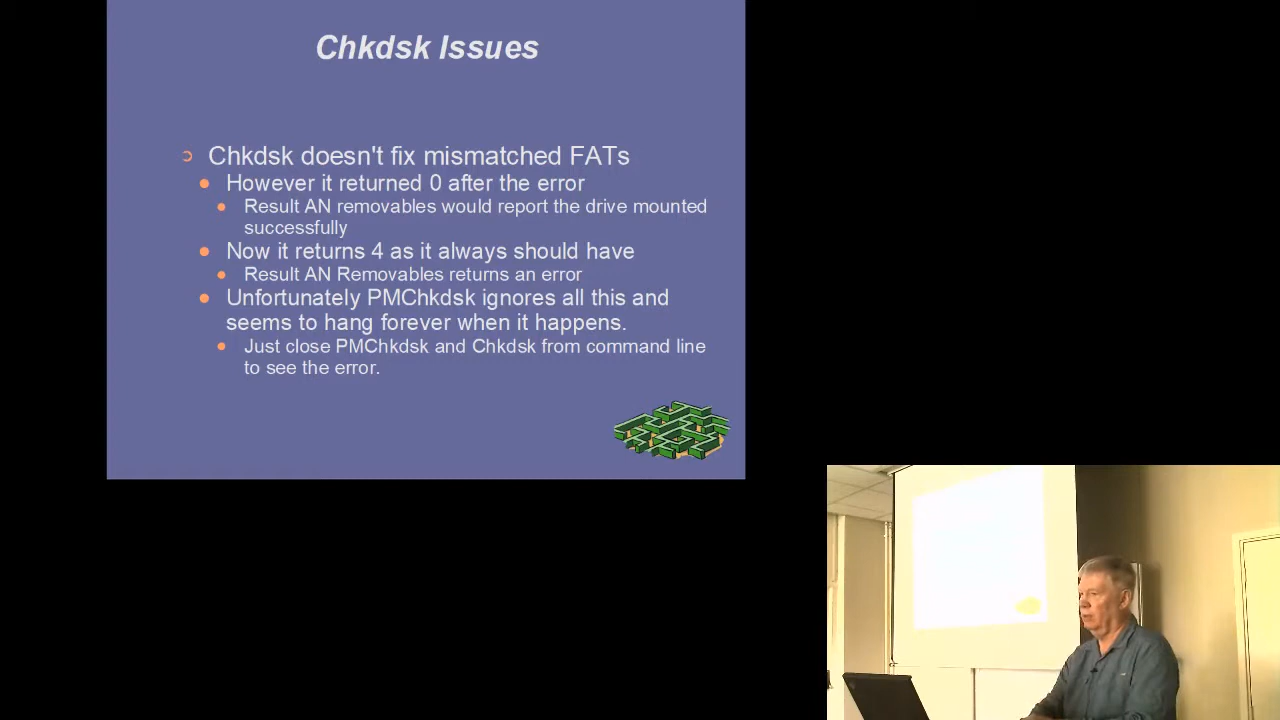 Chkdsk Issues
Chkdsk doesn't fix mismatched FATs
However it returned 0 after the error
Result AN removables would report the drive mounted
successfully
Now it returns 4 as it always should have
Result AN Removables returns an error
Unfortunately PMChkdsk ignores all this and
seems to hang forever when it happens.
Just close PMChkdsk and Chkdsk from command line
to see the error.